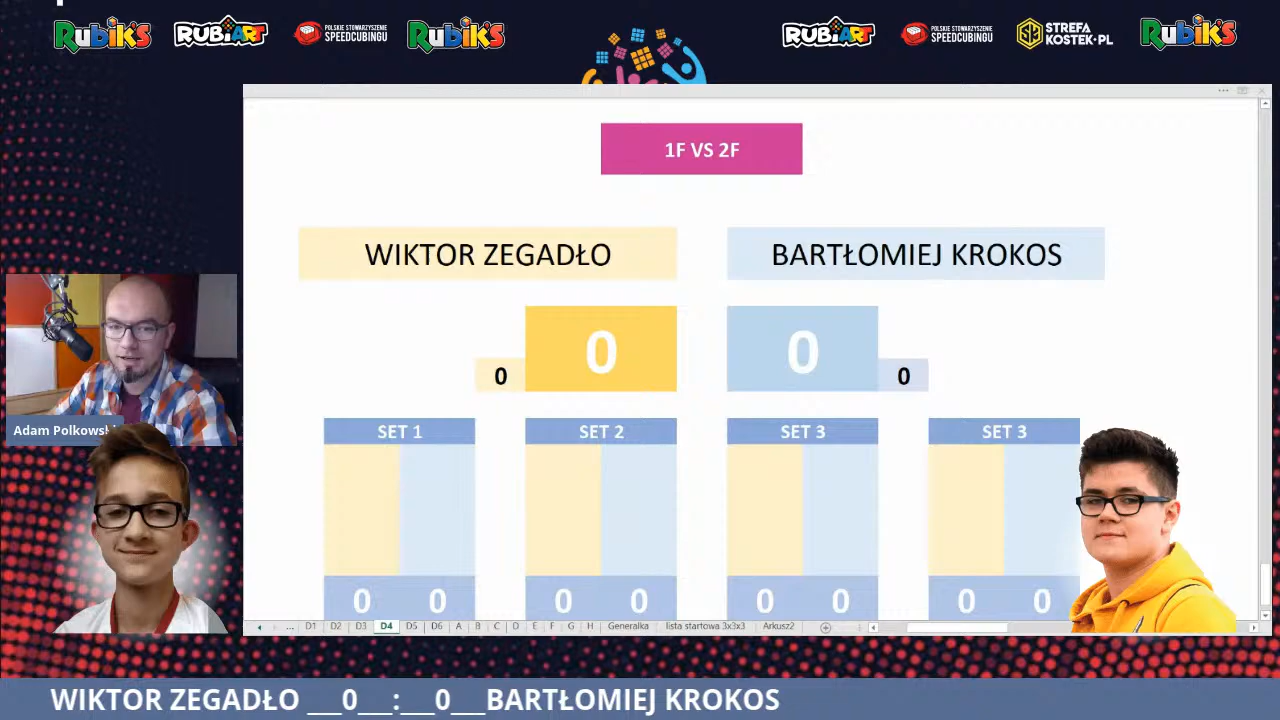 RUBIK'S RUBIART POLSKIE STOWARZYSZENIE SPEEDCUBINGU RUBIK'S RUBIART POLSKIE STOWARZYSZENIE SPEEDCUBINGU STREFA KOSTEK.PL RUBIK'S
1F VS 2F
WIKTOR ZEGADŁO BARTŁOMIEJ KROKOS
0 0
0 0
Adam Polkowski
SET 1 SET 2 SET 3 SET 3
0 0 0 0 0 0 0 0
... D1 D2 D3 D4 D5 D6 A B C D E F G H Generalka lista startowa 3x3x3 Arkusz2
WIKTOR ZEGADŁO __0__:__0__BARTŁOMIEJ KROKOS